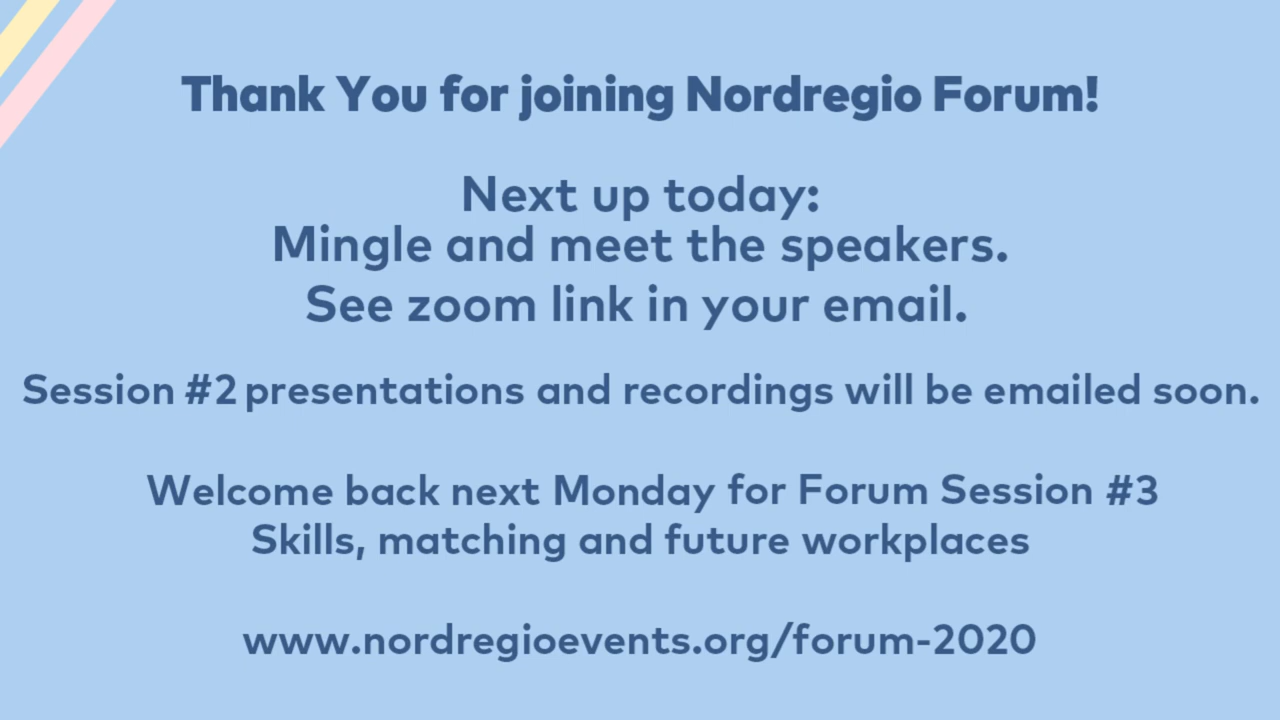 Thank You for joining Nordregio Forum!
Next up today:
Mingle and meet the speakers.
See zoom link in your email.
Session #2 presentations and recordings will be emailed soon.
Welcome back next Monday for Forum Session #3
Skills, matching and future workplaces
www.nordregioevents.org/forum-2020